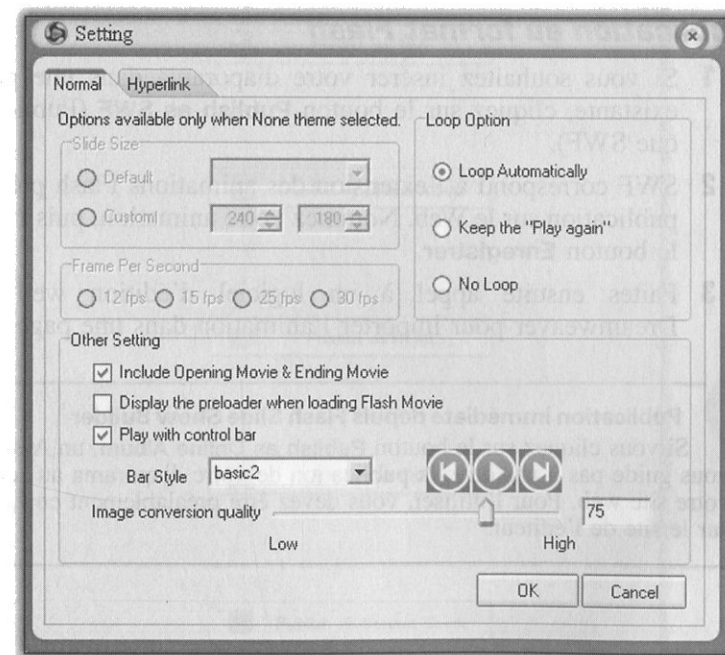 Setting
Normal Hyperlink
Options available only when None theme selected.
Slide Size
Default
Custom
240 180
Frame Per Second
12 fps 15 fps 25 fps 30 fps
Loop Option
Loop Automatically
Keep the "Play again"
No Loop
Other Setting
Include Opening Movie & Ending Movie
Display the preloader when loading Flash Movie
Play with control bar
Bar Style basic2
Image conversion quality 75
Low High
OK Cancel